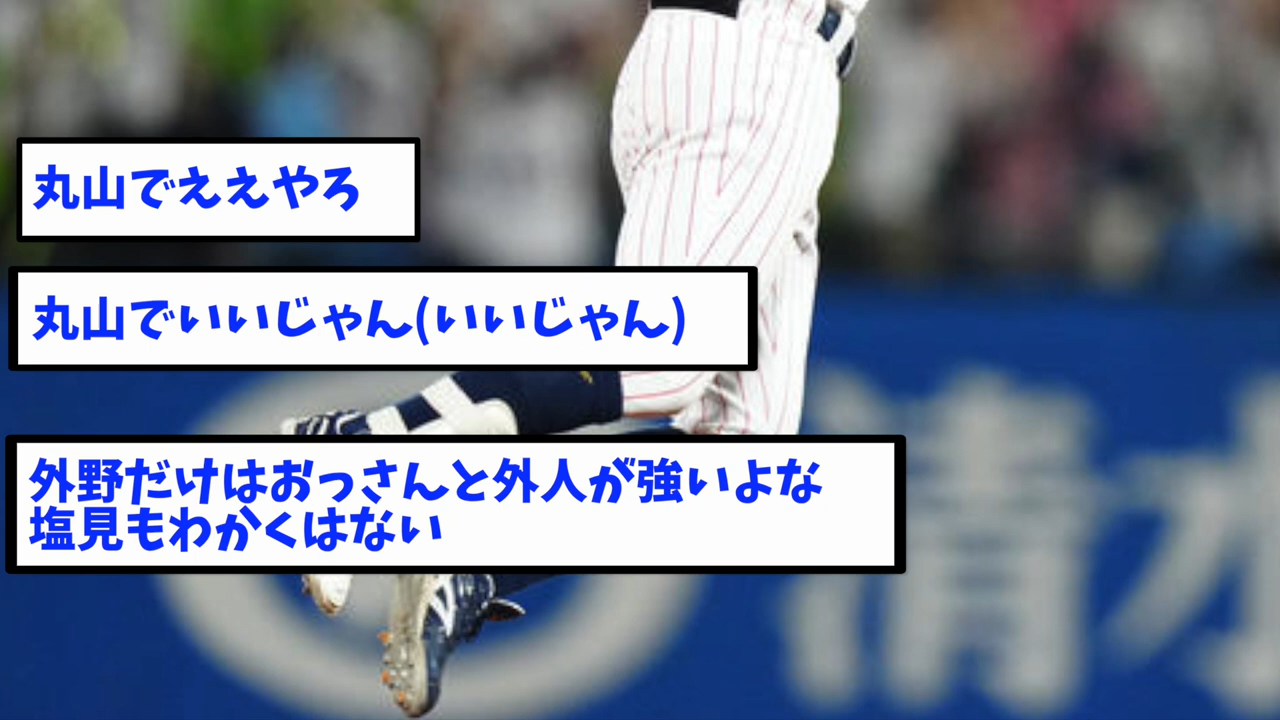 丸山でええやろ
丸山でいいじゃん(いいじゃん)
外野だけはおっさんと外人が強いよな
塩見もわかくはない
清水